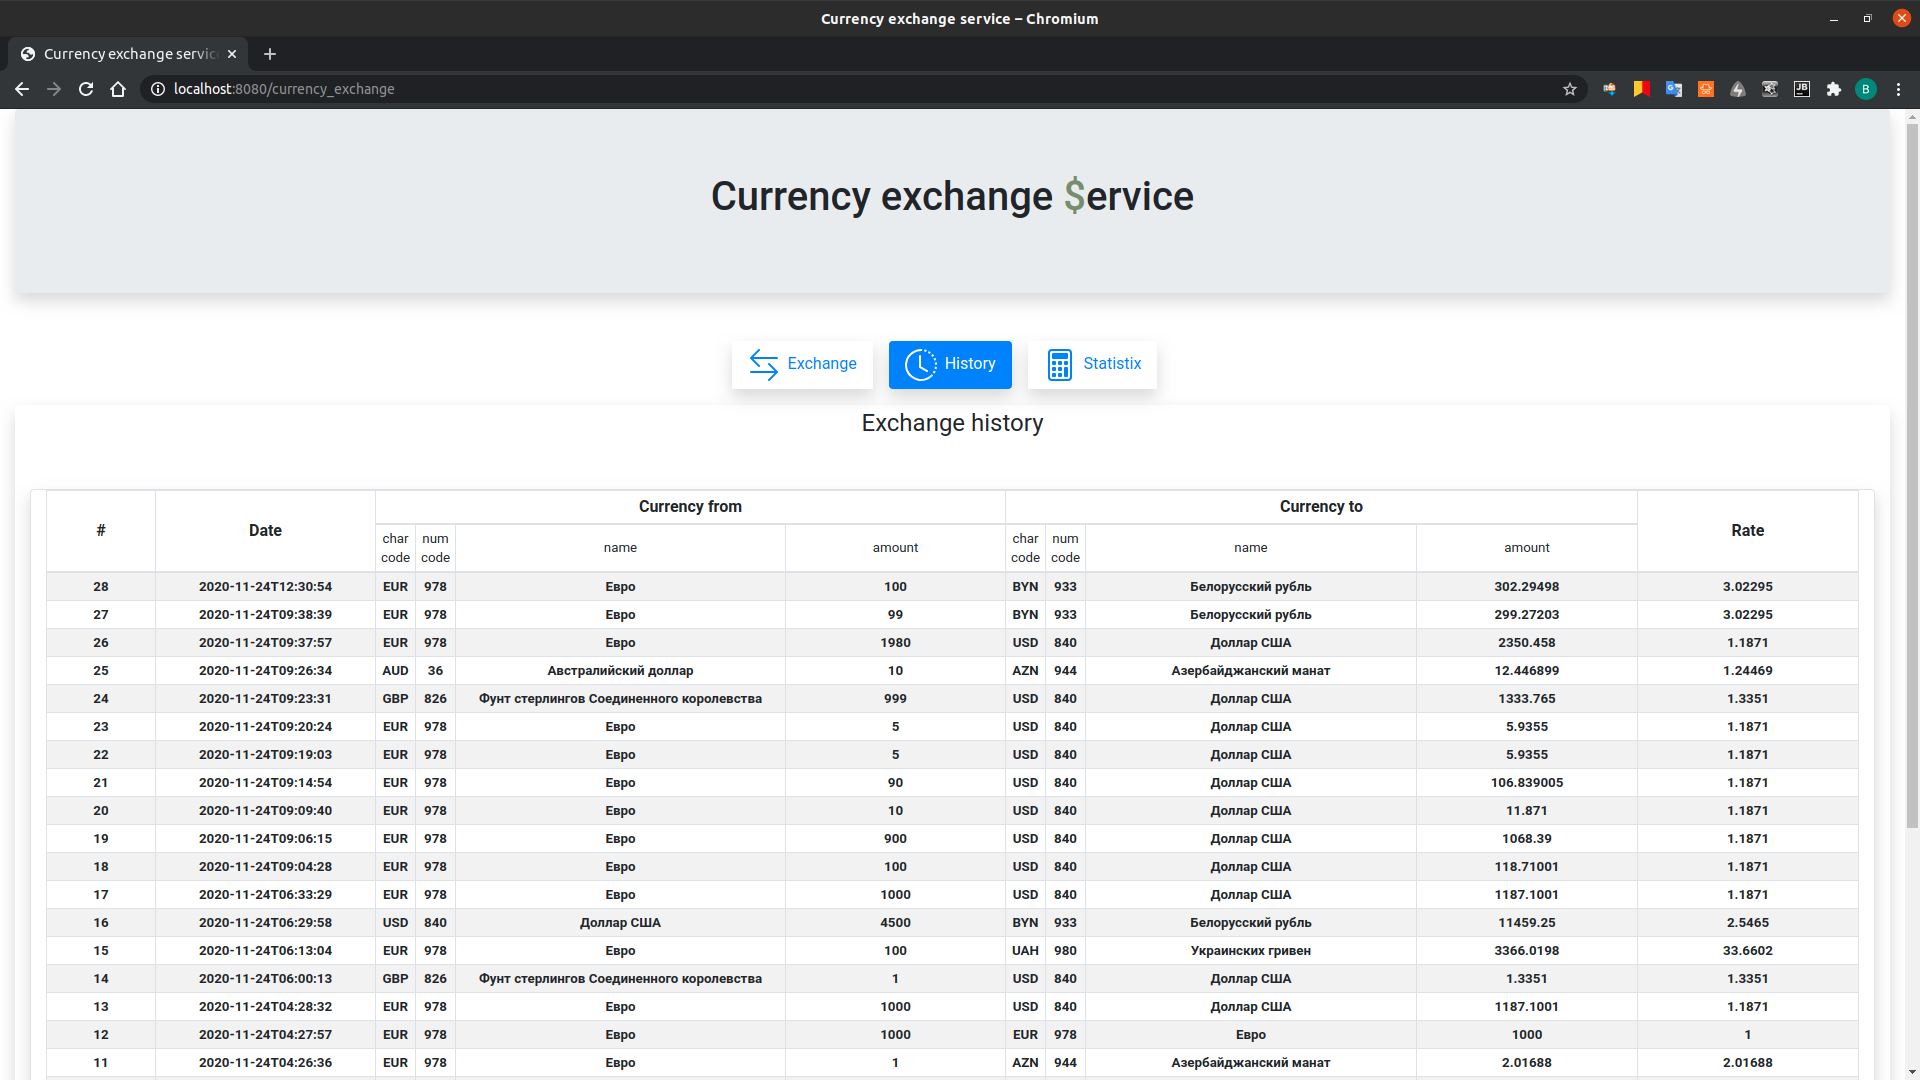 Currency exchange service – Chromium
Currency exchange servic
localhost:8080/currency_exchange
B
JB
Currency exchange $ervice
Exchange History Statistix
Exchange history
# Date Currency from Currency to Rate
char code num code name amount char code num code name amount
28 2020-11-24T12:30:54 EUR 978 Евро 100 BYN 933 Белорусский рубль 302.29498 3.02295
27 2020-11-24T09:38:39 EUR 978 Евро 99 BYN 933 Белорусский рубль 299.27203 3.02295
26 2020-11-24T09:37:57 EUR 978 Евро 1980 USD 840 Доллар США 2350.458 1.1871
25 2020-11-24T09:26:34 AUD 36 Австралийский доллар 10 AZN 944 Азербайджанский манат 12.446899 1.24469
24 2020-11-24T09:23:31 GBP 826 Фунт стерлингов Соединенного королевства 999 USD 840 Доллар США 1333.765 1.3351
23 2020-11-24T09:20:24 EUR 978 Евро 5 USD 840 Доллар США 5.9355 1.1871
22 2020-11-24T09:19:03 EUR 978 Евро 5 USD 840 Доллар США 5.9355 1.1871
21 2020-11-24T09:14:54 EUR 978 Евро 90 USD 840 Доллар США 106.839005 1.1871
20 2020-11-24T09:09:40 EUR 978 Евро 10 USD 840 Доллар США 11.871 1.1871
19 2020-11-24T09:06:15 EUR 978 Евро 900 USD 840 Доллар США 1068.39 1.1871
18 2020-11-24T09:04:28 EUR 978 Евро 100 USD 840 Доллар США 118.71001 1.1871
17 2020-11-24T06:33:29 EUR 978 Евро 1000 USD 840 Доллар США 1187.1001 1.1871
16 2020-11-24T06:29:58 USD 840 Доллар США 4500 BYN 933 Белорусский рубль 11459.25 2.5465
15 2020-11-24T06:13:04 EUR 978 Евро 100 UAH 980 Украинских гривен 3366.0198 33.6602
14 2020-11-24T06:00:13 GBP 826 Фунт стерлингов Соединенного королевства 1 USD 840 Доллар США 1.3351 1.3351
13 2020-11-24T04:28:32 EUR 978 Евро 1000 USD 840 Доллар США 1187.1001 1.1871
12 2020-11-24T04:27:57 EUR 978 Евро 1000 EUR 978 Евро 1000 1
11 2020-11-24T04:26:36 EUR 978 Евро 1 AZN 944 Азербайджанский манат 2.01688 2.01688